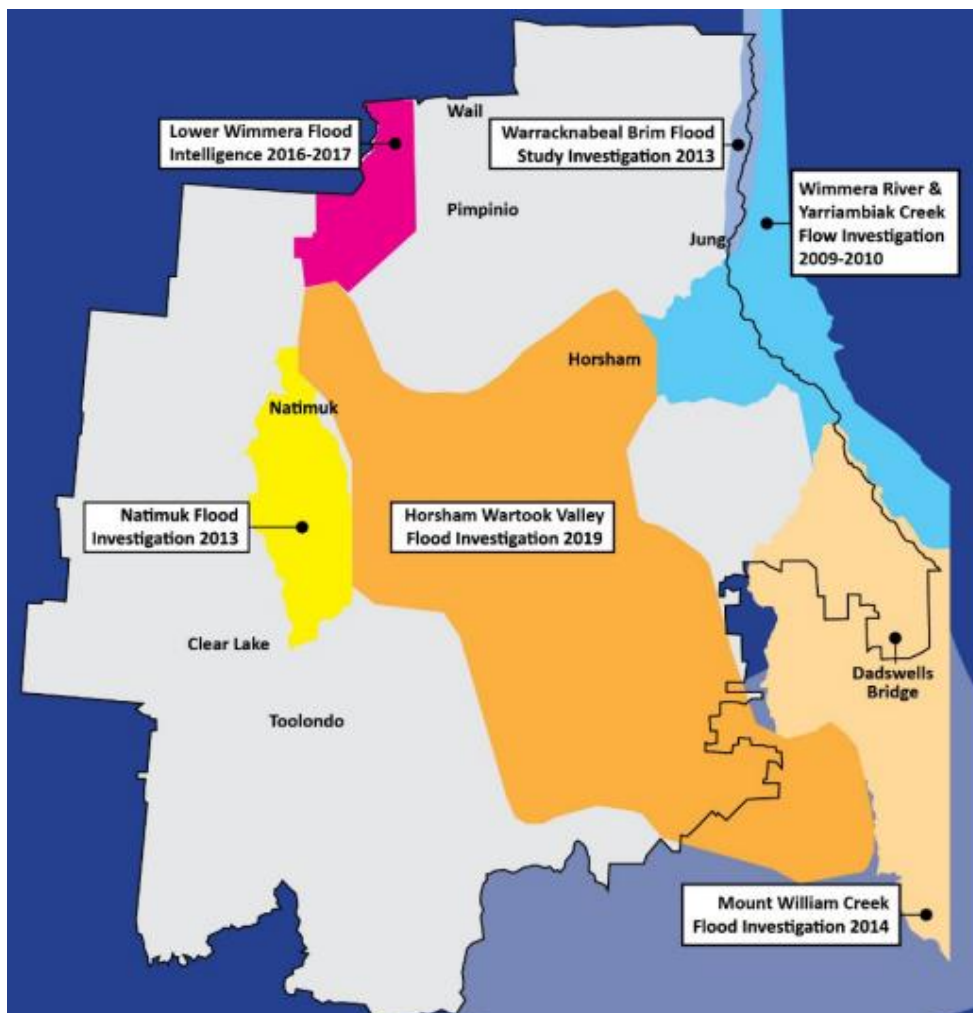 Wail
Lower Wimmera Flood
Intelligence 2016-2017
Warracknabeal Brim Flood
Study Investigation 2013
Wimmera River &
Yarriambiak Creek
Flow Investigation
2009-2010
Pimpinio
Jung
Horsham
Natimuk
Natimuk Flood
Investigation 2013
Horsham Wartook Valley
Flood Investigation 2019
Clear Lake
Dadswells
Bridge
Toolondo
Mount William Creek
Flood Investigation 2014